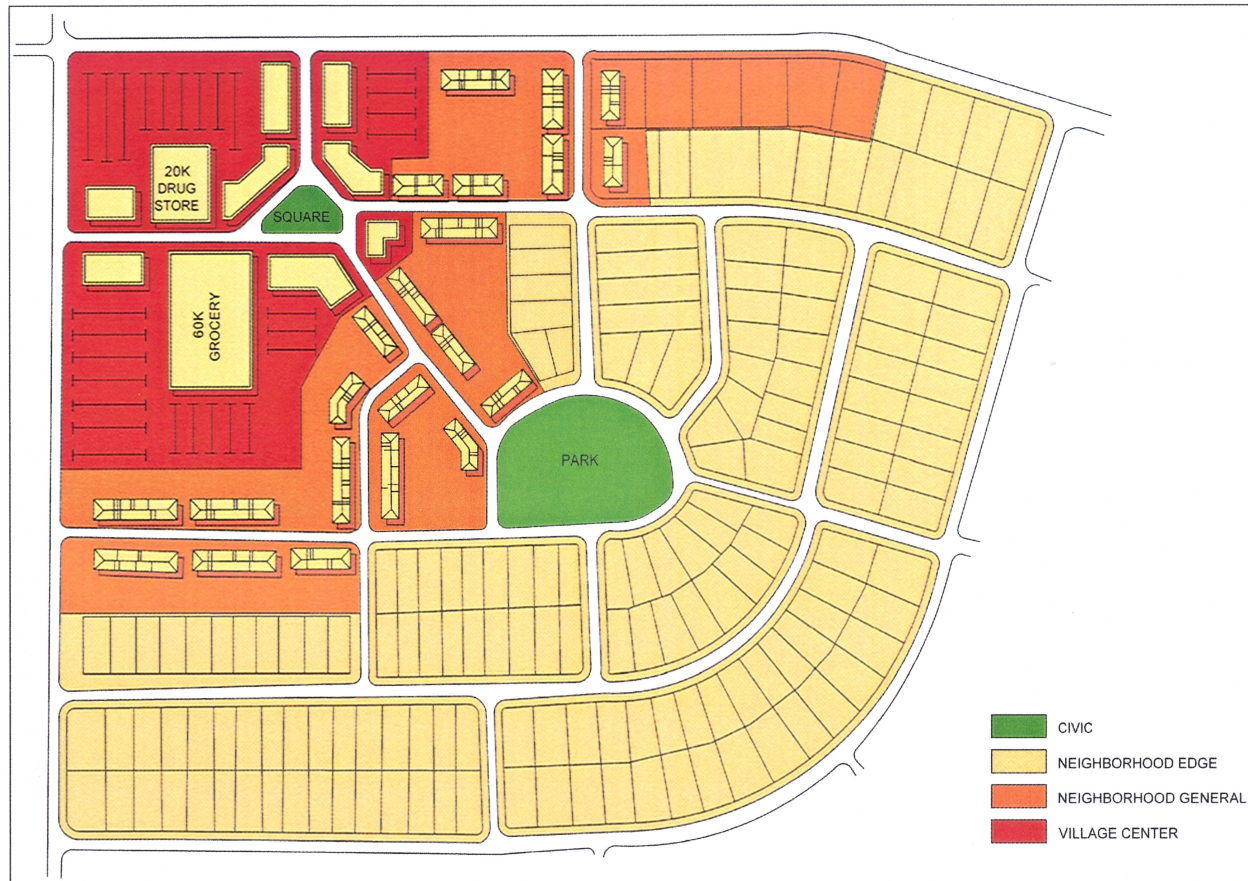 20K
DRUG
STORE
SQUARE
60K
GROCERY
PARK
CIVIC
NEIGHBORHOOD EDGE
NEIGHBORHOOD GENERAL
VILLAGE CENTER